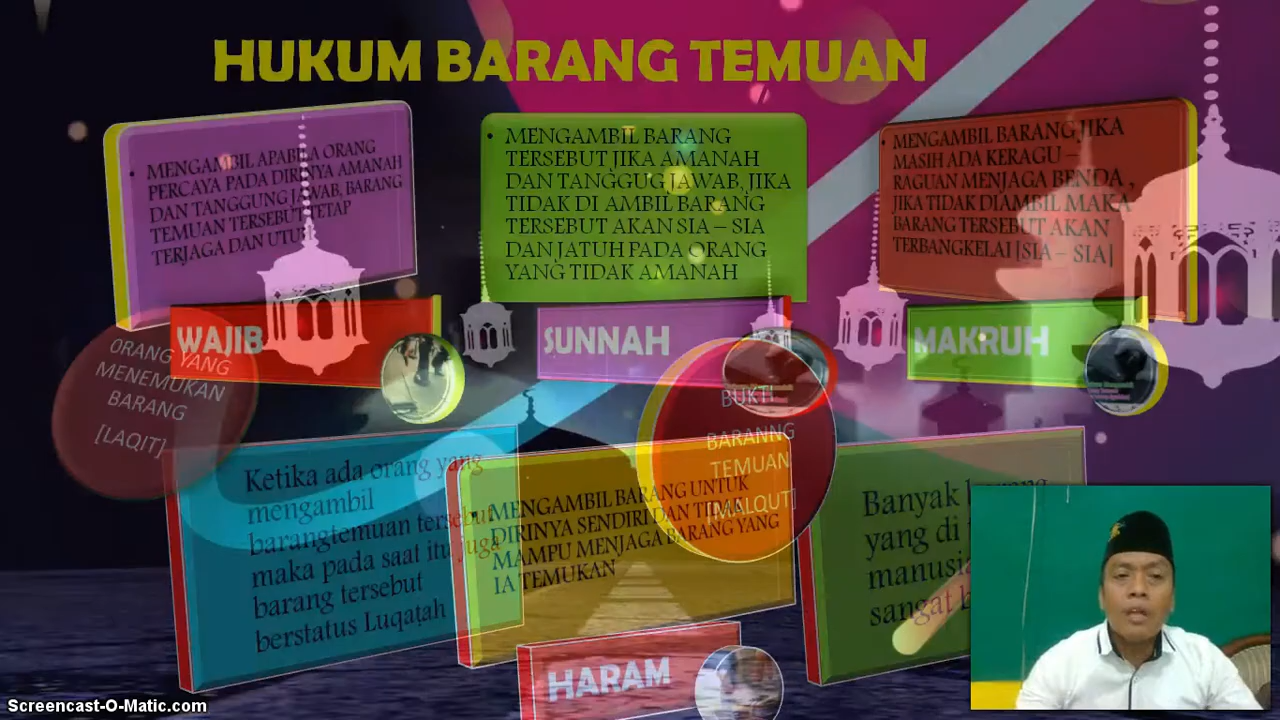 HUKUM BARANG TEMUAN
MENGAMBIL APABILA ORANG
PERCAYA PADA DIRINYA AMANAH
DAN TANGGUNG JAWAB, BARANG
TEMUAN TERSEBUT TETAP
TERJAGA DAN UTUH
WAJIB
• MENGAMBIL BARANG
TERSEBUT JIKA AMANAH
DAN TANGGUG JAWAB, JIKA
TIDAK DI AMBIL BARANG
TERSEBUT AKAN SIA – SIA
DAN JATUH PADA ORANG
YANG TIDAK AMANAH
SUNNAH
• MENGAMBIL BARANG JIKA
MASIH ADA KERAGU –
RAGUAN MENJAGA BENDA ,
JIKA TIDAK DIAMBIL MAKA
BARANG TERSEBUT AKAN
TERBANGKELAI [SIA – SIA]
MAKRUH
ORANG YANG
MENEMUKAN
BARANG
[LAQIT]
BUKTI
BARANNG
TEMUAN
[MALQUT]
Ketika ada orang yang
mengambil
barangtemuan tersebut
maka pada saat itu juga
barang tersebut
berstatus Luqatah
• MENGAMBIL BARANG UNTUK
DIRINYA SENDIRI DAN TIDAK
MAMPU MENJAGA BARANG YANG
IA TEMUKAN
HARAM
Banyak barang
yang di
manusia
sangat
Screencast-O-Matic.com